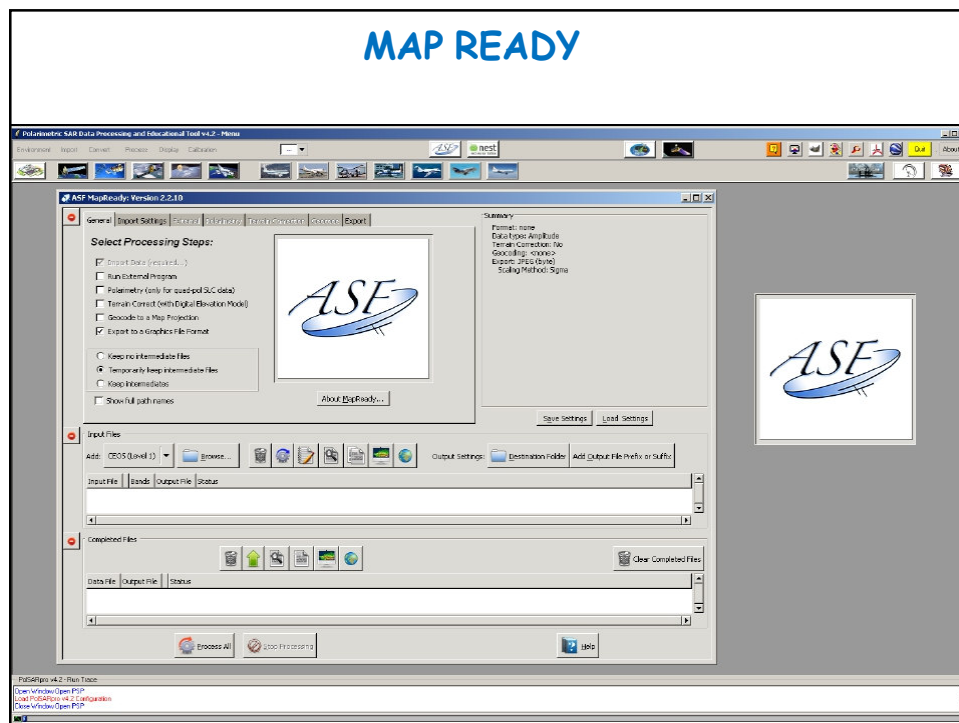 MAP READY
Polarimetric SAR Data Processing and Educational Tool v4.2 - Menu
Environment Import Convert Process Display Calibration
ASF nest
Quit About
ASF MapReady: Version 2.2.10
General Import Settings External Polarimetry Terrain Correction Geocode Export
Select Processing Steps:
Import Data (required...)
Run External Program
Polarimetry (only for quad-pol SLC data)
Terrain Correct (with Digital Elevation Model)
Geocode to a Map Projection
Export to a Graphics File Format
Keep no intermediate files
Temporarily keep intermediate files
Keep intermediates
Show full path names
ASF
About MapReady...
Summary
Format: none
Data type: Amplitude
Terrain Correction: No
Geocoding: <none>
Export: JPEG (byte)
Scaling Method: Sigma
Save Settings Load Settings
ASF
Input Files
Add: CEOS (Level 1) Browse... Output Settings: Destination Folder Add Output File Prefix or Suffix
Input File Bands Output File Status
Completed Files
Clear Completed Files
Data File Output File Status
Process All Stop Processing Help
PolSARpro v4.2 - Run Trace
Open Window Open PSP
Load PolSARpro v4.2 Configuration
Close Window Open PSP